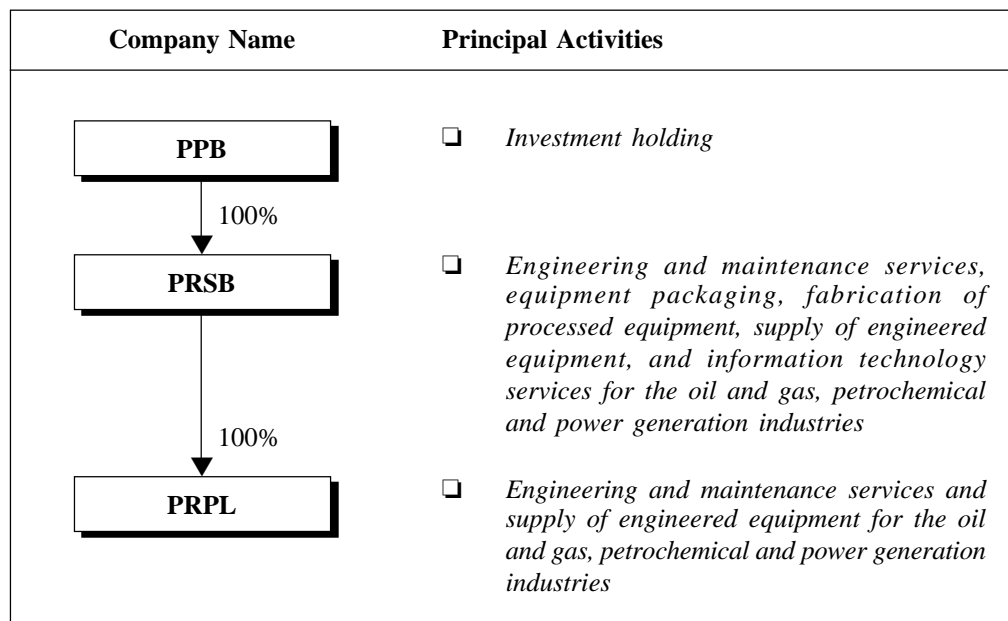 Company Name Principal Activities
PPB ❏ Investment holding
100%
PRSB ❏ Engineering and maintenance services,
equipment packaging, fabrication of
processed equipment, supply of engineered
equipment, and information technology
services for the oil and gas, petrochemical
and power generation industries
100%
PRPL ❏ Engineering and maintenance services and
supply of engineered equipment for the oil
and gas, petrochemical and power generation
industries